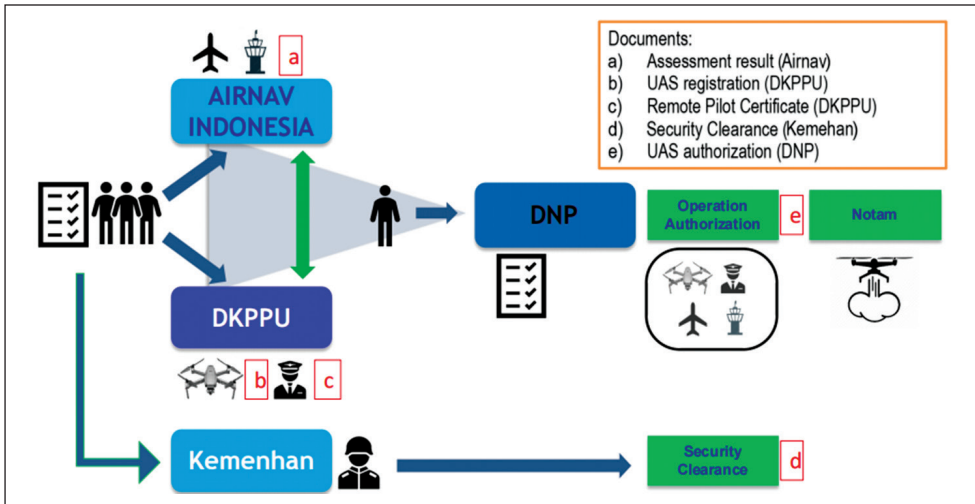 a
AIRNAV
INDONESIA
Documents:
a) Assessment result (Airnav)
b) UAS registration (DKPPU)
c) Remote Pilot Certificate (DKPPU)
d) Security Clearance (Kemehan)
e) UAS authorization (DNP)
DNP
Operation
Authorization
e
Notam
DKPPU
b
c
Kemenhan
Security
Clearance
d